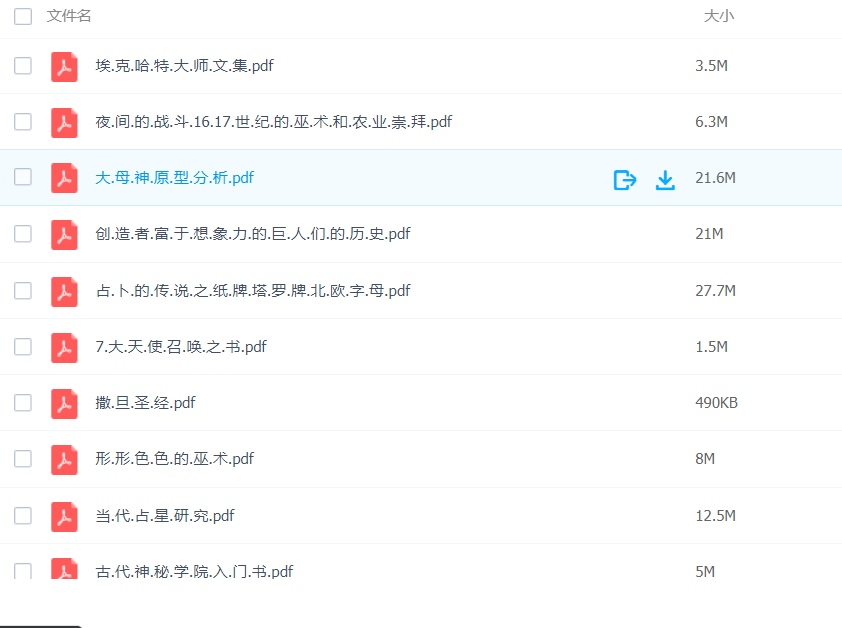 文件名 大小
埃.克.哈.特.大.师.文.集.pdf 3.5M
夜.间.的.战.斗.16.17.世.纪.的.巫.术.和.农.业.崇.拜.pdf 6.3M
大.母.神.原.型.分.析.pdf 21.6M
创.造.者.富.于.想.象.力.的.巨.人.们.的.历.史.pdf 21M
占.卜.的.传.说.之.纸.牌.塔.罗.牌.北.欧.字.母.pdf 27.7M
7.大.天.使.召.唤.之.书.pdf 1.5M
撒.旦.圣.经.pdf 490KB
形.形.色.色.的.巫.术.pdf 8M
当.代.占.星.研.究.pdf 12.5M
古.代.神.秘.学.院.入.门.书.pdf 5M